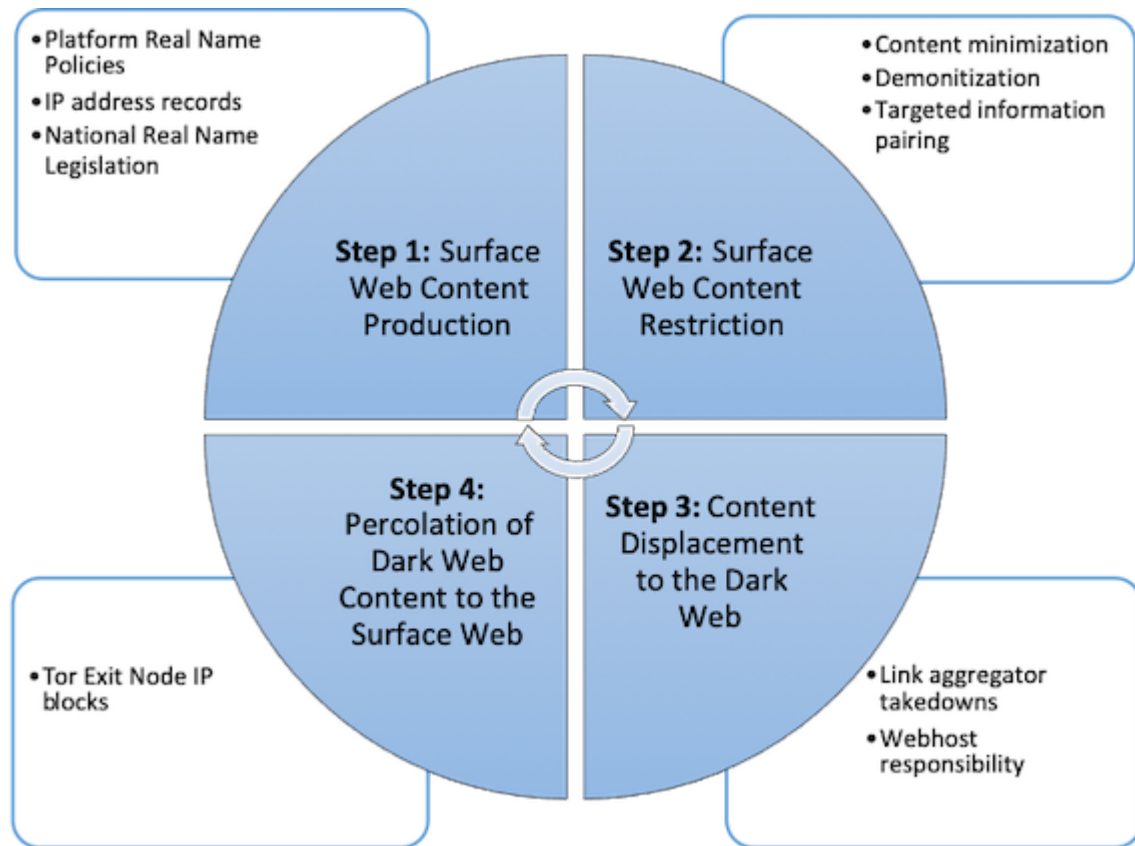 •Platform Real Name
Policies
•IP address records
•National Real Name
Legislation
•Content minimization
•Demonitization
•Targeted information
pairing
Step 1: Surface
Web Content
Production
Step 2: Surface
Web Content
Restriction
Step 4:
Percolation of
Dark Web
Content to the
Surface Web
Step 3: Content
Displacement
to the Dark
Web
•Tor Exit Node IP
blocks
•Link aggregator
takedowns
•Webhost
responsibility